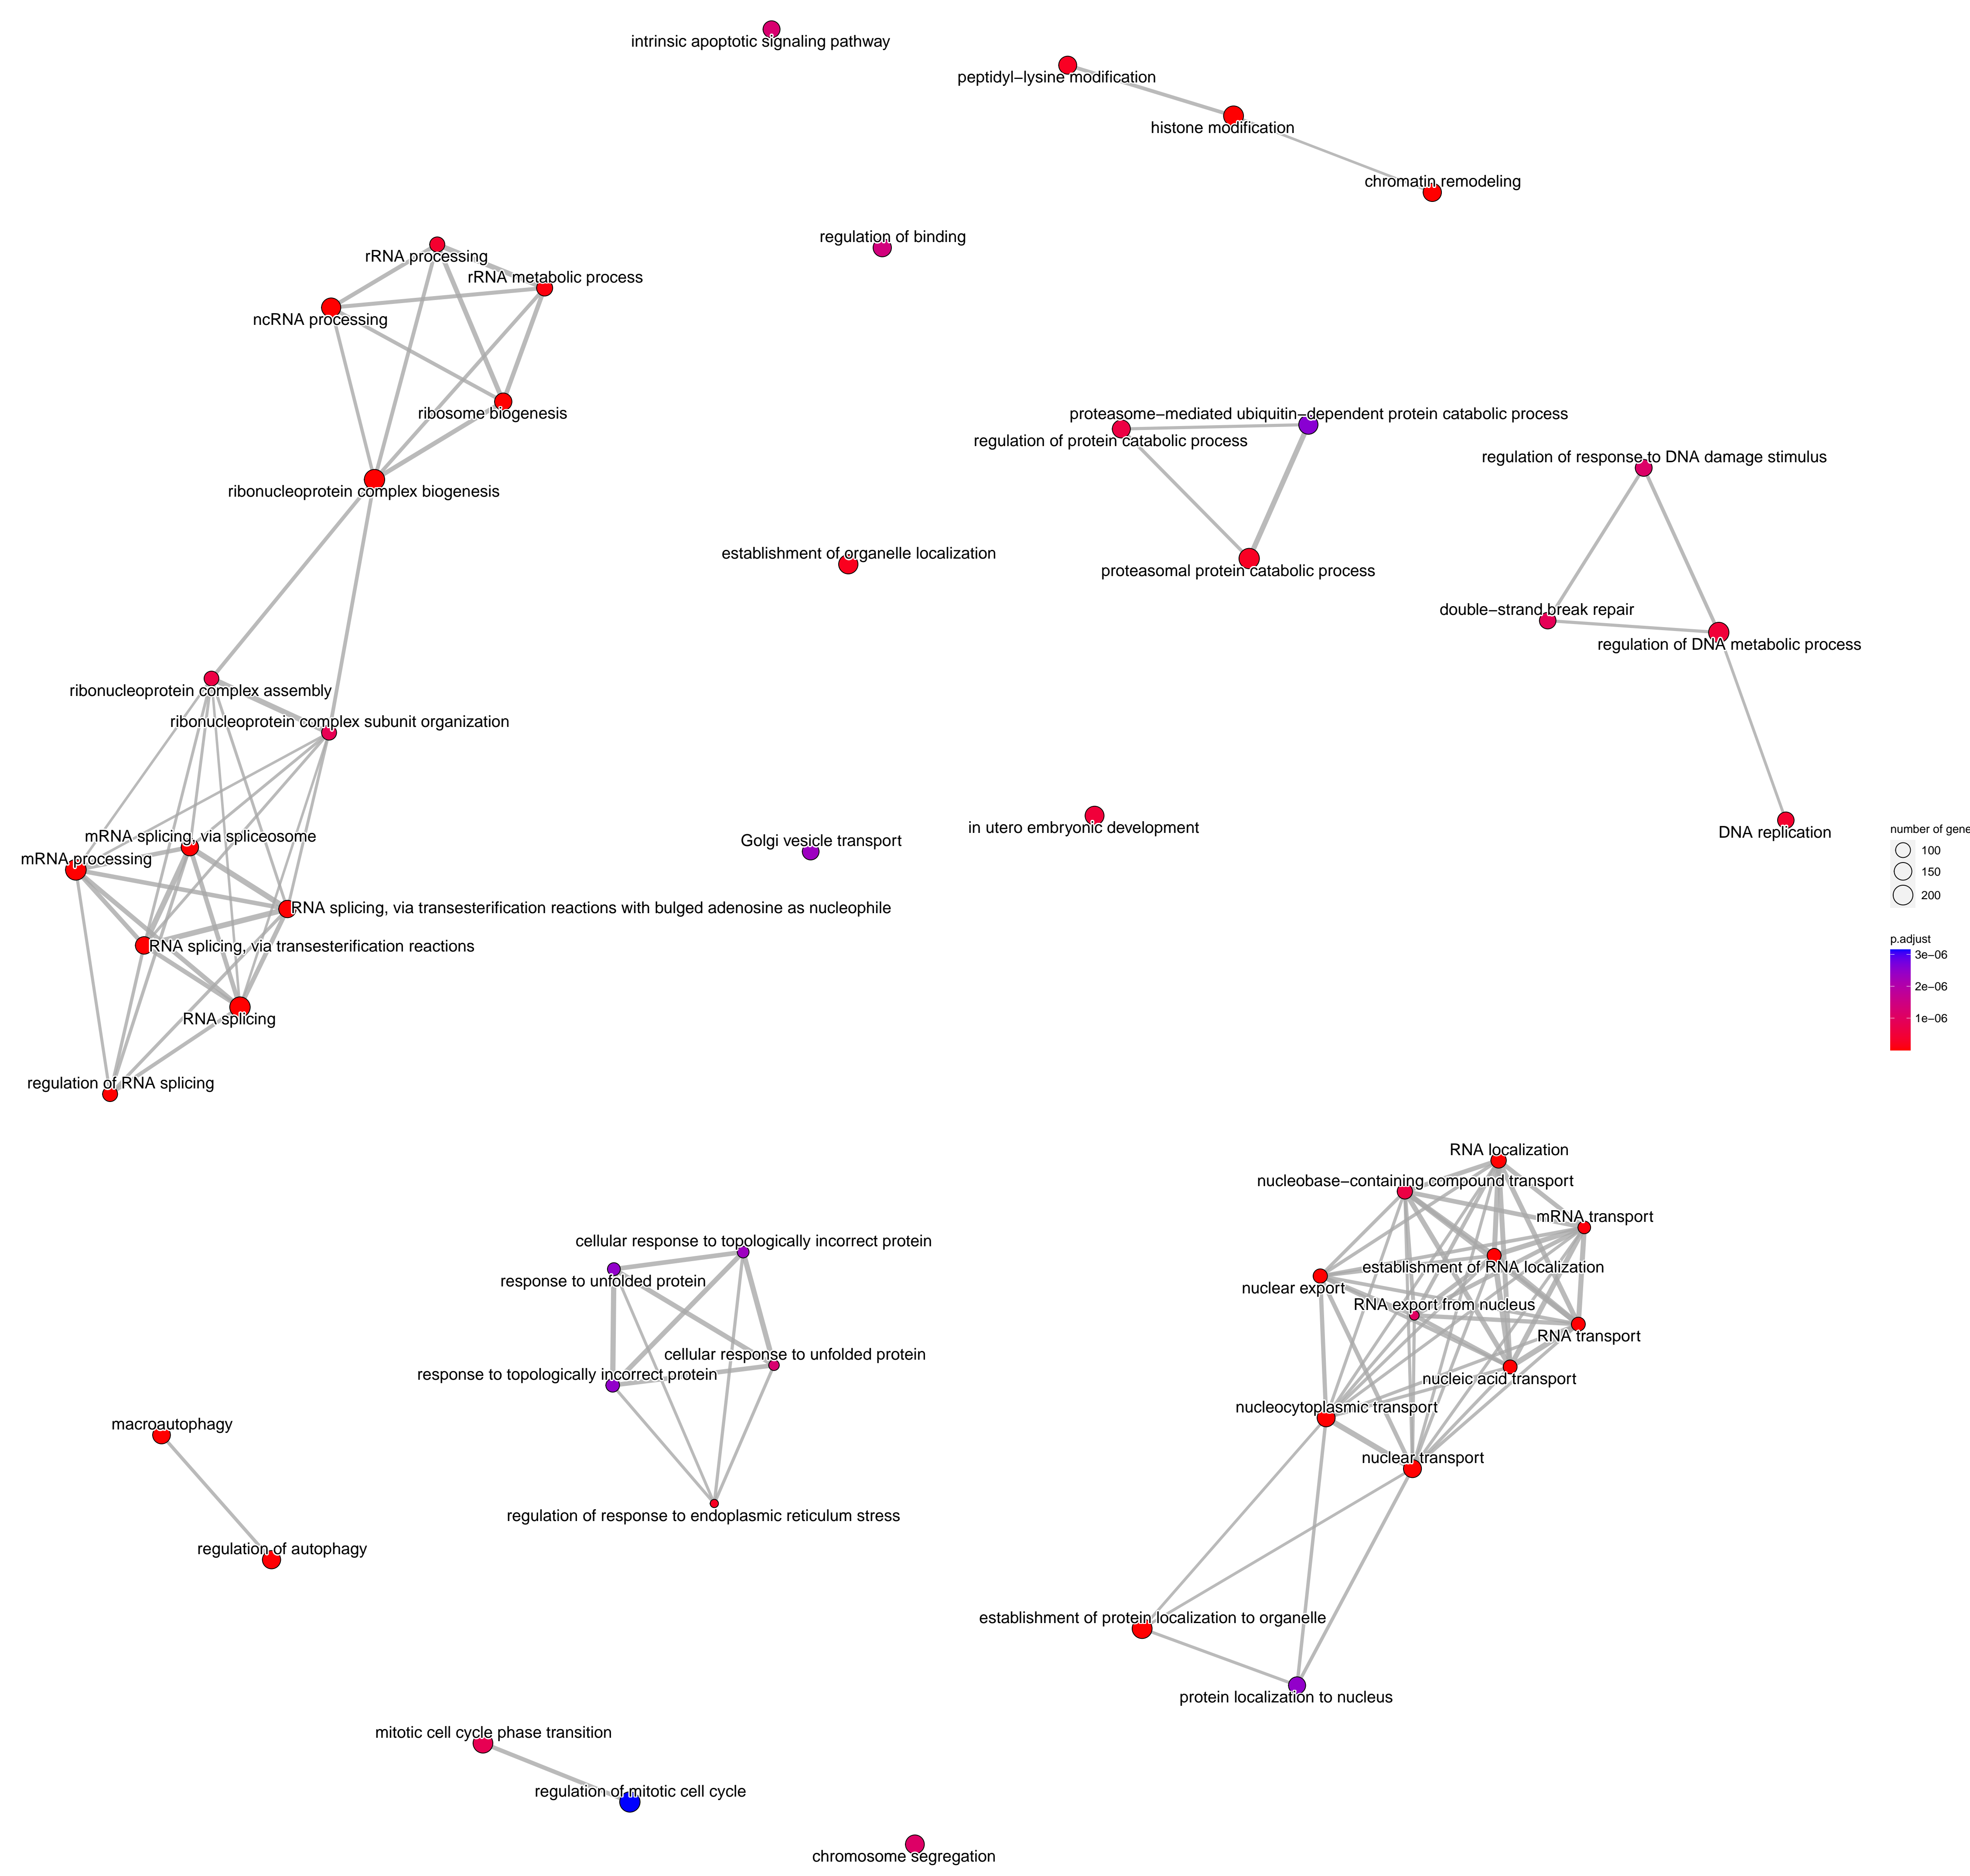 intrinsic apoptotic signaling pathway
peptidyl−lysine modification
histone modification
chromatin remodeling
regulation of binding
rRNA processing
rRNA metabolic process
ncRNA processing
ribosome biogenesis
proteasome−mediated ubiquitin−dependent protein catabolic process
regulation of protein catabolic process
regulation of response to DNA damage stimulus
ribonucleoprotein complex biogenesis
establishment of organelle localization
proteasomal protein catabolic process
double−strand break repair
regulation of DNA metabolic process
ribonucleoprotein complex assembly
ribonucleoprotein complex subunit organization
in utero embryonic development
DNA replication
mRNA splicing, via spliceosome
Golgi vesicle transport
mRNA processing
RNA splicing, via transesterification reactions with bulged adenosine as nucleophile
RNA splicing, via transesterification reactions
RNA splicing
regulation of RNA splicing
number of gene
100
150
200
p.adjust
3e−06
2e−06
1e−06
RNA localization
nucleobase−containing compound transport
mRNA transport
cellular response to topologically incorrect protein
establishment of RNA localization
response to unfolded protein
nuclear export
RNA export from nucleus
RNA transport
cellular response to unfolded protein
response to topologically incorrect protein
nucleic acid transport
nucleocytoplasmic transport
macroautophagy
nuclear transport
regulation of response to endoplasmic reticulum stress
regulation of autophagy
establishment of protein localization to organelle
protein localization to nucleus
mitotic cell cycle phase transition
regulation of mitotic cell cycle
chromosome segregation